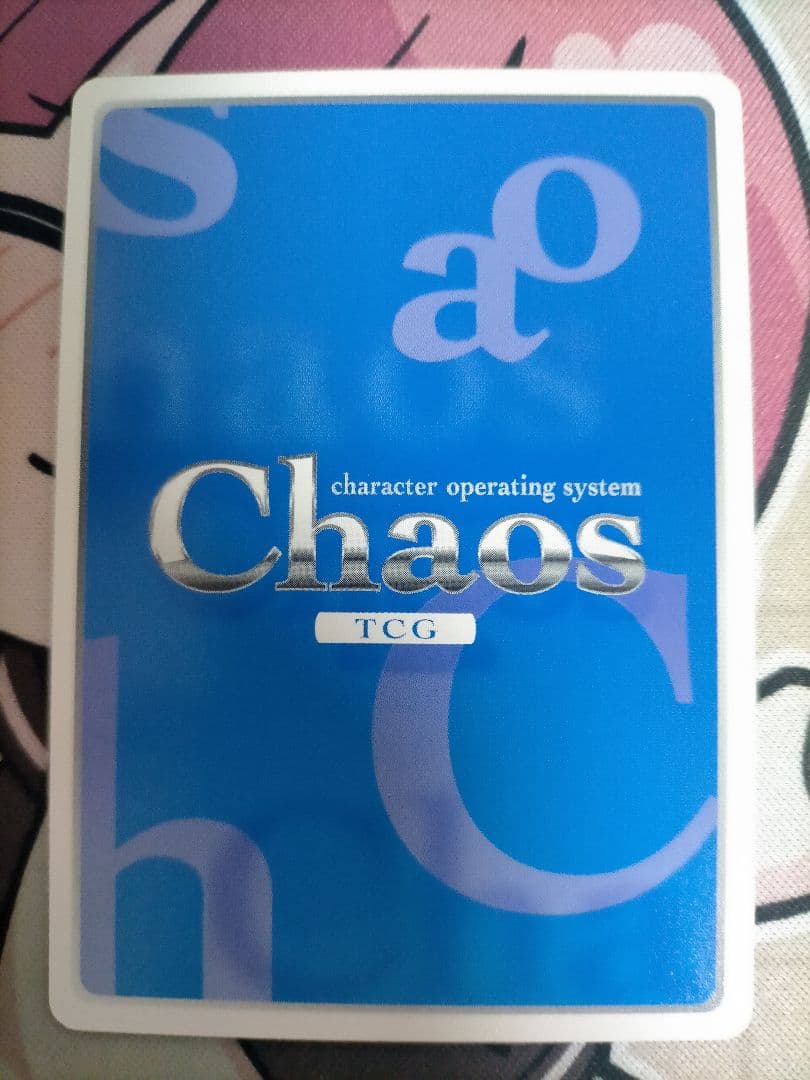 s
a o
character operating system
Chaos
TCG
C
h